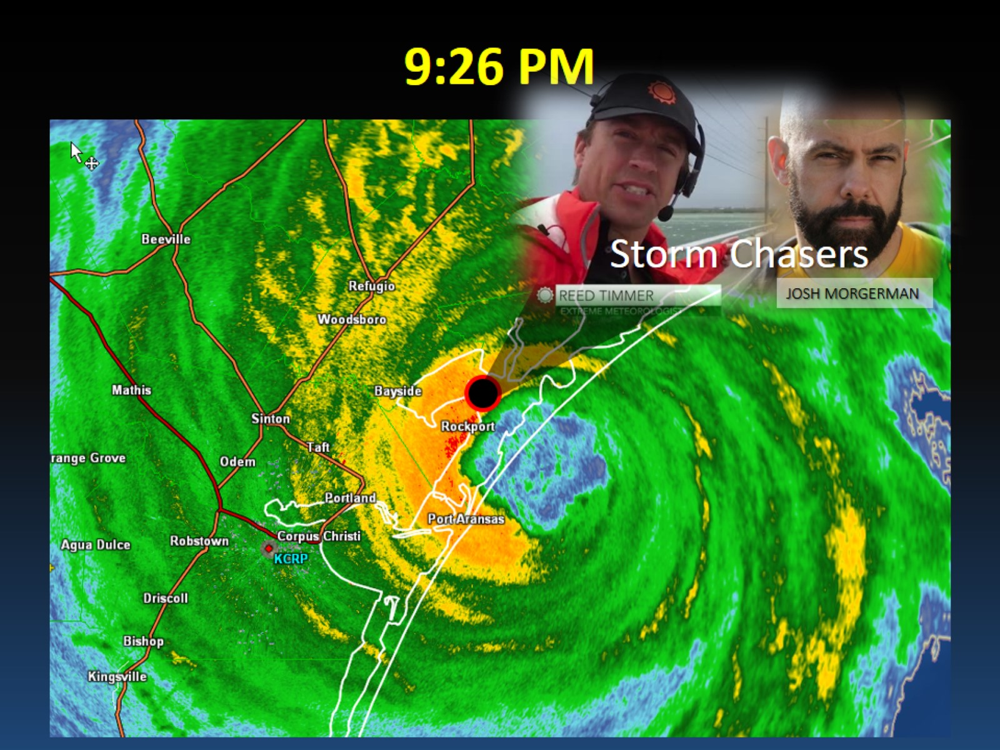 9:26 PM
Storm Chasers
REED TIMMER
EXTREME METEOROLOGIST
JOSH MORGERMAN
Beeville
Refugio
Woodsboro
Mathis
Bayside
Sinton
Rockport
Taft
range Grove
Odem
Portland
Port Aransas
Corpus Christi
Robstown
Agua Dulce
KCRP
Driscoll
Bishop
Kingsville